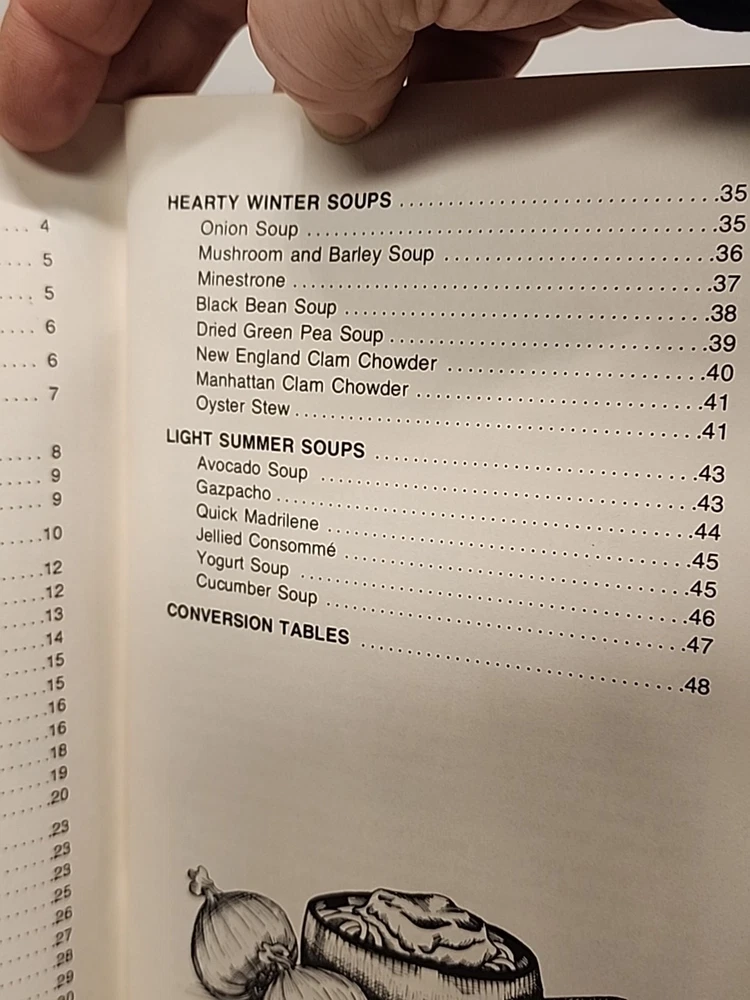 .... 4
.... 5
.... 5
.... 6
.... 6
.... 7
..... 8
..... 9
..... 9
.....10
......12
......12
......13
......14
......15
......15
......16
......16
......18
......19
......20
......23
......23
......23
......25
......26
......27
......28
......29
HEARTY WINTER SOUPS ........................................35
Onion Soup ..................................................35
Mushroom and Barley Soup ................................36
Minestrone ..................................................37
Black Bean Soup ............................................38
Dried Green Pea Soup ......................................39
New England Clam Chowder ...............................40
Manhattan Clam Chowder .................................41
Oyster Stew .................................................41
LIGHT SUMMER SOUPS ......................................43
Avocado Soup ..............................................43
Gazpacho ...................................................44
Quick Madrilene ............................................45
Jellied Consommé ..........................................45
Yogurt Soup ................................................46
Cucumber Soup ............................................47
CONVERSION TABLES ......................................48